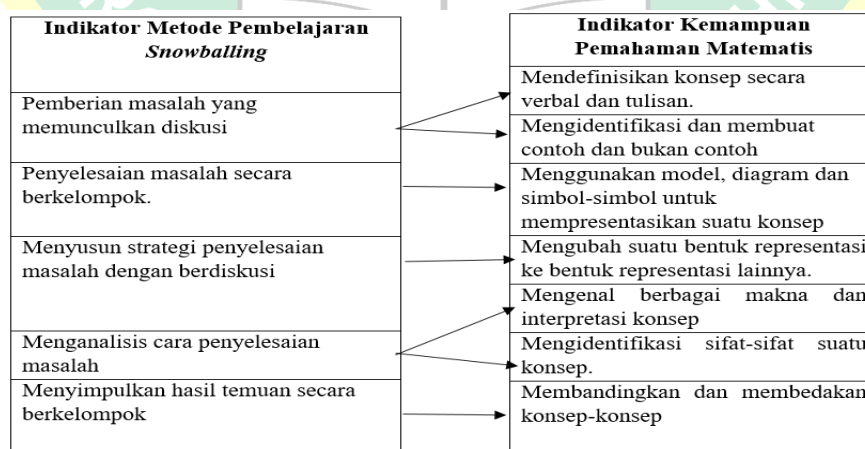 Indikator Metode Pembelajaran
Snowballing
Pemberian masalah yang
memunculkan diskusi
Penyelesaian masalah secara
berkelompok.
Menyusun strategi penyelesaian
masalah dengan berdiskusi
Menganalisis cara penyelesaian
masalah
Menyimpulkan hasil temuan secara
berkelompok
Indikator Kemampuan
Pemahaman Matematis
Mendefinisikan konsep secara
verbal dan tulisan.
Mengidentifikasi dan membuat
contoh dan bukan contoh
Menggunakan model, diagram dan
simbol-simbol untuk
mempresentasikan suatu konsep
Mengubah suatu bentuk representasi
ke bentuk representasi lainnya.
Mengenal berbagai makna dan
interpretasi konsep
Mengidentifikasi sifat-sifat suatu
konsep.
Membandingkan dan membedakan
konsep-konsep